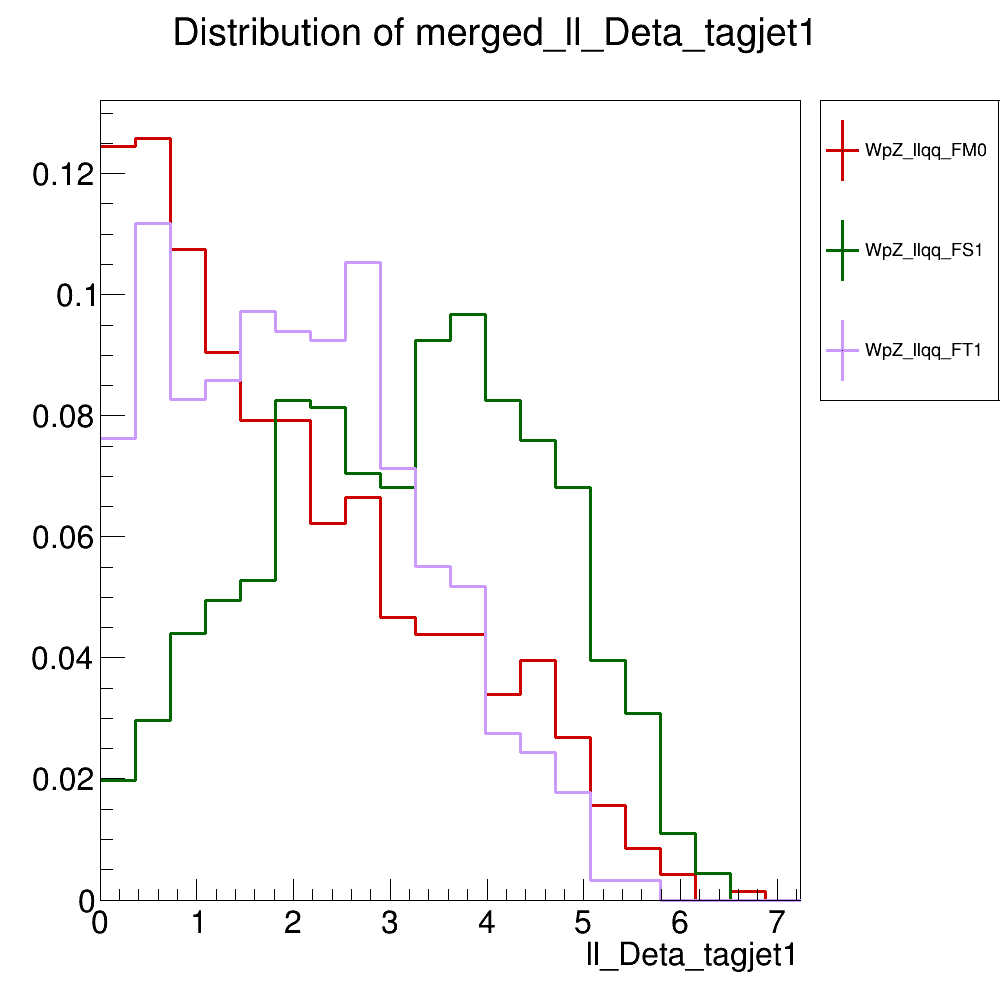 Distribution of merged_ll_Deta_tagjet1
WpZ_llqq_FM0
WpZ_llqq_FS1
WpZ_llqq_FT1
0.12
0.1
0.08
0.06
0.04
0.02
0
0 1 2 3 4 5 6 7
ll_Deta_tagjet1